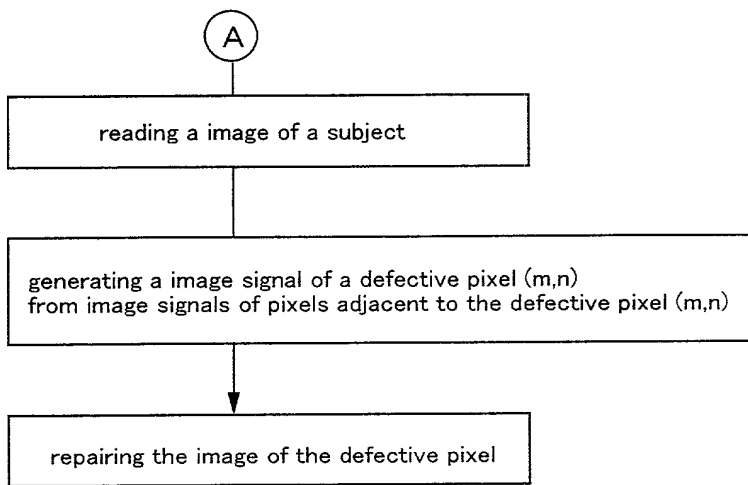 A
reading a image of a subject
generating a image signal of a defective pixel (m,n)
from image signals of pixels adjacent to the defective pixel (m,n)
repairing the image of the defective pixel